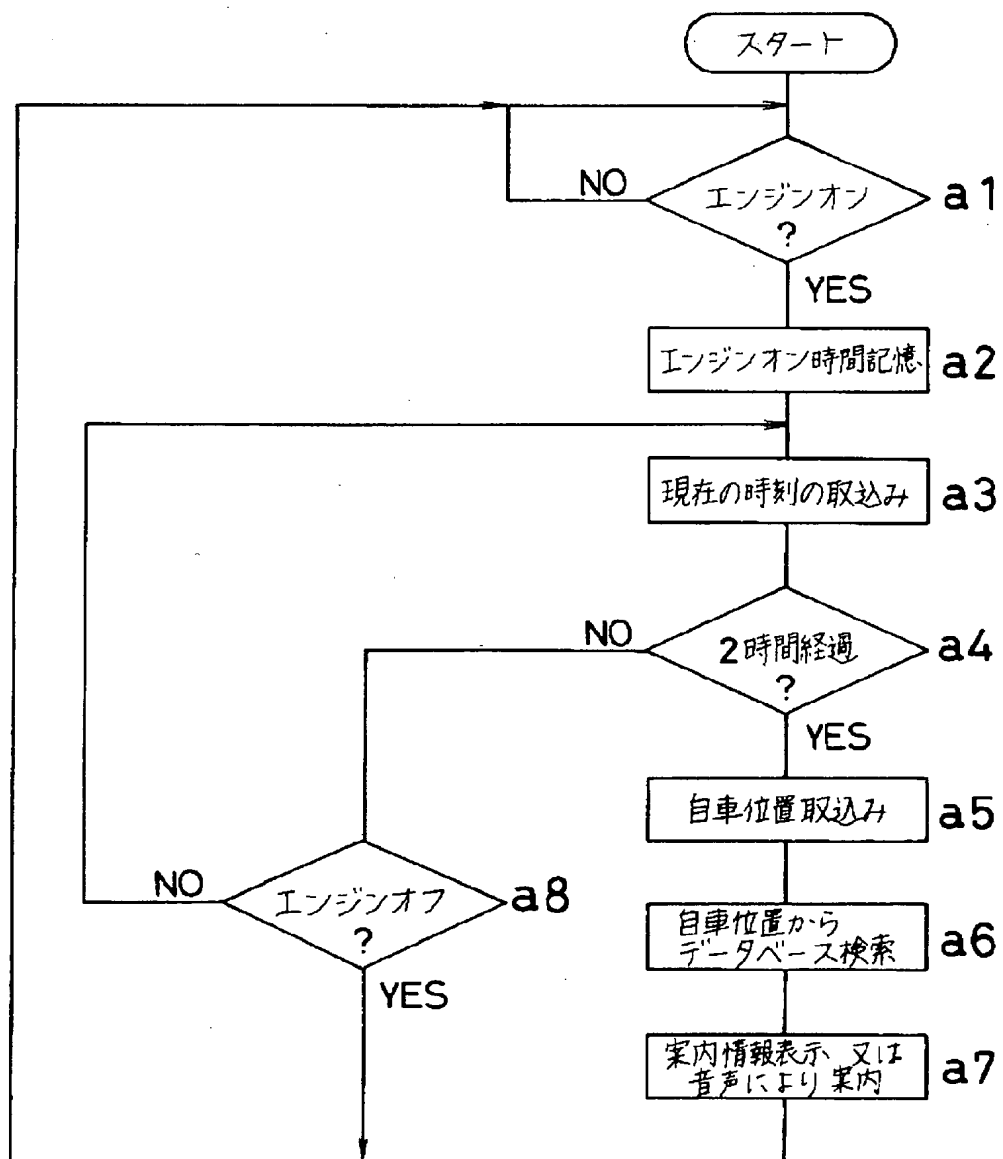 スタート
エンジンオン
?
NO
a1
YES
エンジンオン時間記憶
a2
現在の時刻の取込み
a3
2時間経過
?
NO
a4
YES
自車位置取込み
a5
エンジンオフ
?
NO
a8
YES
自車位置から
データベース検索
a6
案内情報表示 又は
音声により案内
a7